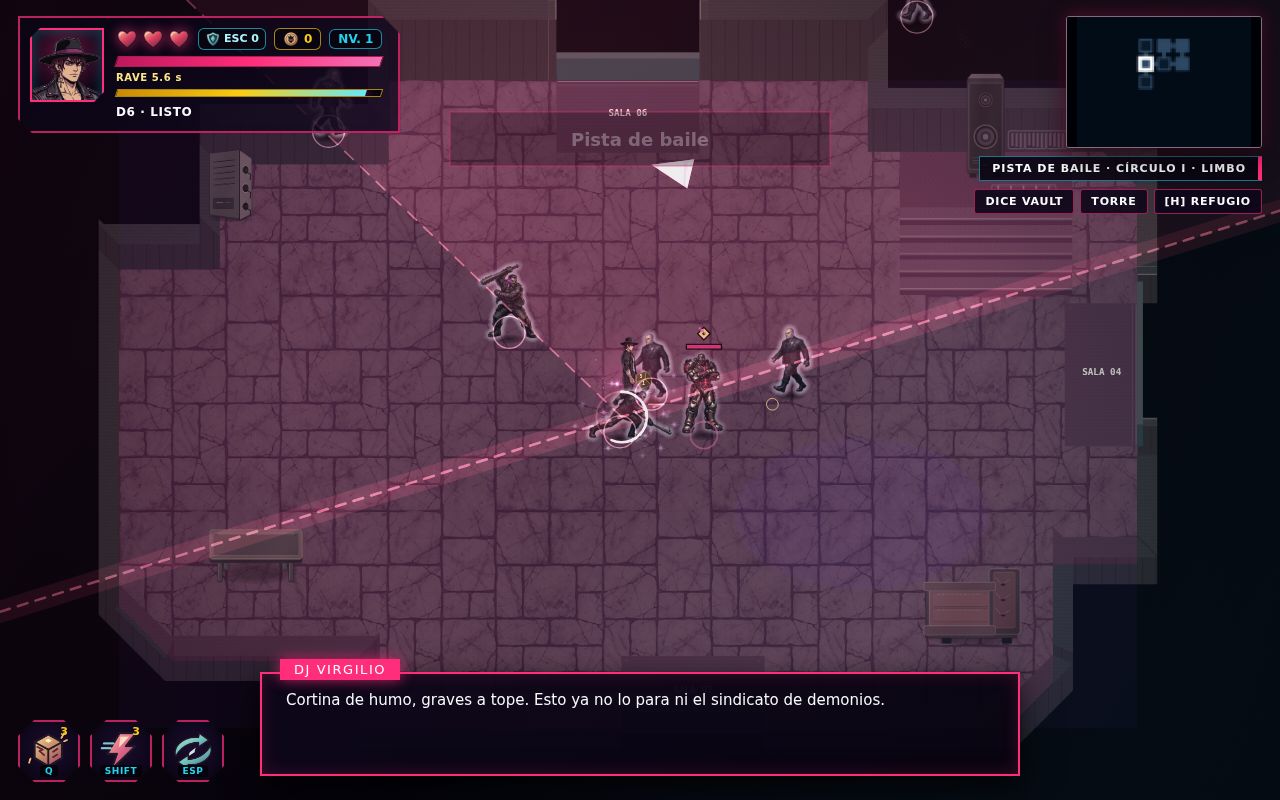 ESC 0
0
NV. 1
RAVE 5.6 s
D6 · LISTO
SALA 06
Pista de baile
PISTA DE BAILE · CÍRCULO I · LIMBO
DICE VAULT
TORRE
[H] REFUGIO
SALA 04
DJ VIRGILIO
Cortina de humo, graves a tope. Esto ya no lo para ni el sindicato de demonios.
3
Q
3
SHIFT
ESP